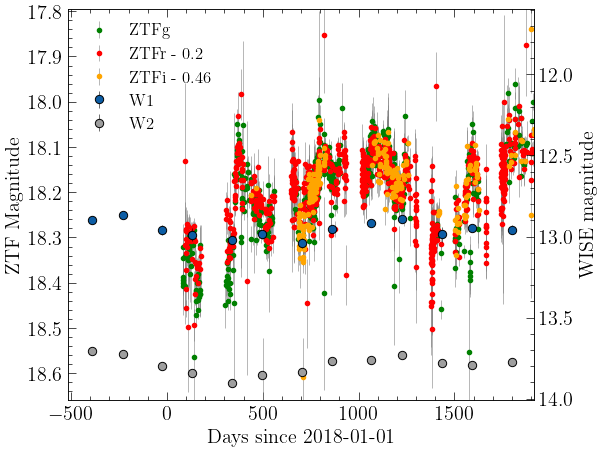 ZTFg
ZTFr - 0.2
ZTFi - 0.46
W1
W2
17.8
17.9
18.0
18.1
18.2
18.3
18.4
18.5
18.6
ZTF Magnitude
12.0
12.5
13.0
13.5
14.0
WISE magnitude
−500
0
500
1000
1500
Days since 2018-01-01